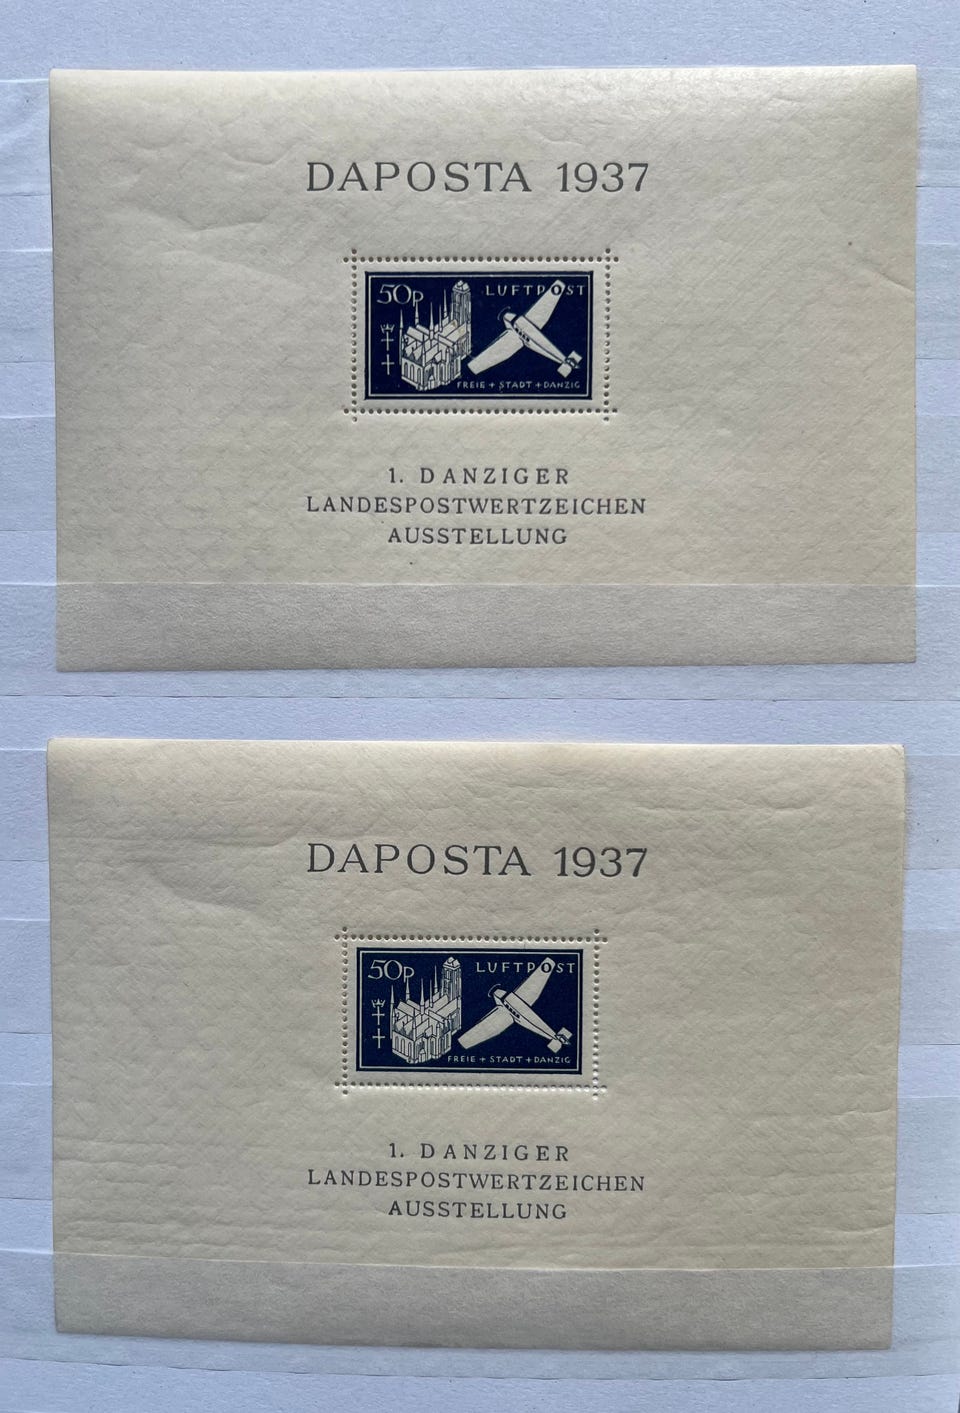 DAPOSTA 1937
50P LUFTPOST
FREIE + STADT + DANZIG
1. DANZIGER
LANDESPOSTWERTZEICHEN
AUSSTELLUNG
DAPOSTA 1937
50P LUFTPOST
FREIE + STADT + DANZIG
1. DANZIGER
LANDESPOSTWERTZEICHEN
AUSSTELLUNG